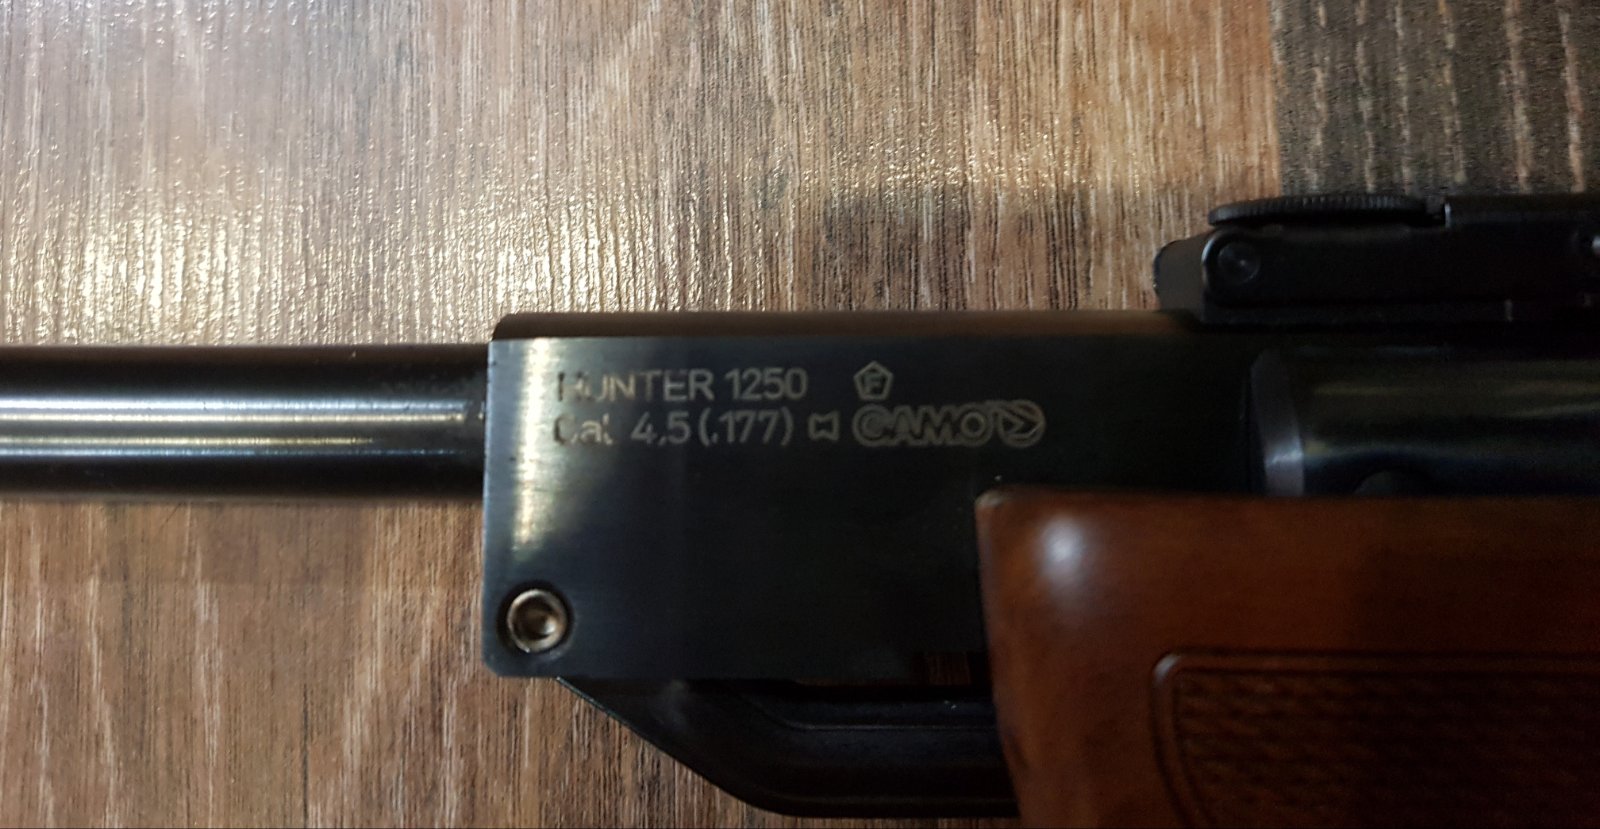 HUNTER 1250 F
Cal 4,5 (.177) GAMO